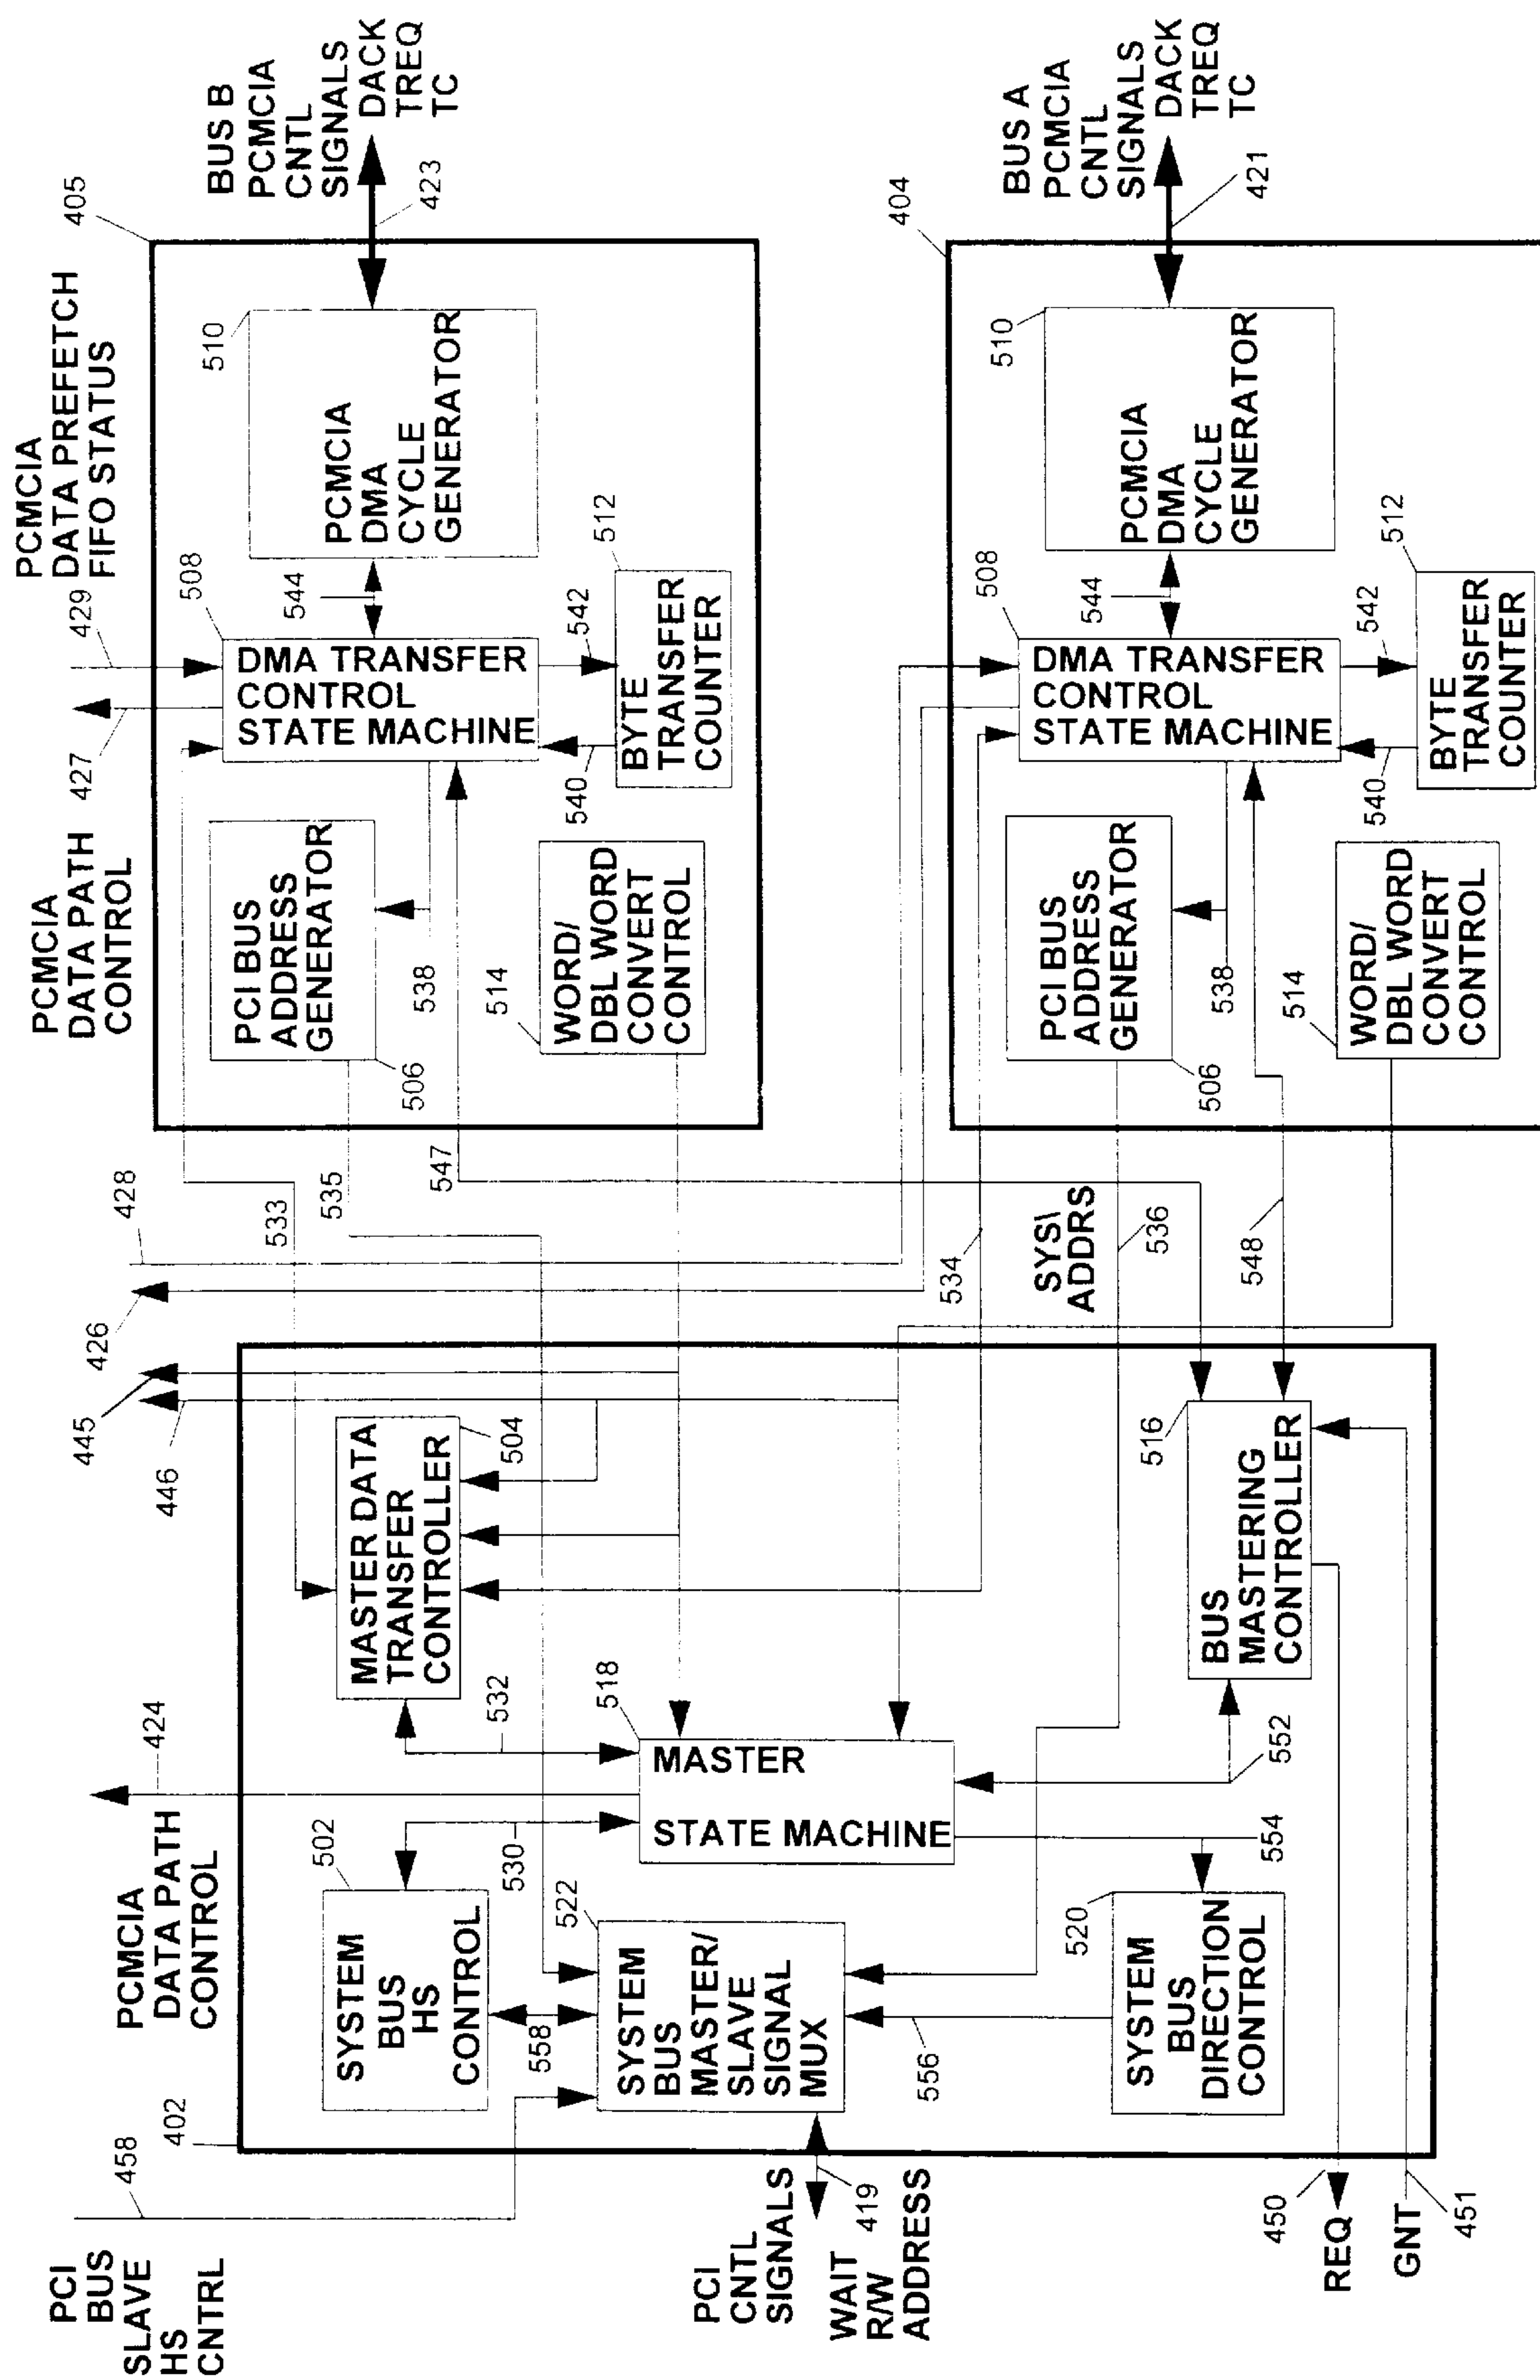 PCI
BUS
SLAVE
HS
CNTRL
458
402
PCMCIA
DATA PATH
CONTROL
424
445
446
426
428
PCMCIA
DATA PATH
CONTROL
427
429
PCMCIA
DATA PREFETCH
FIFO STATUS
405
BUS B
PCMCIA
CNTL
SIGNALS
DACK
TREQ
TC
423
SYSTEM
BUS
HS
CONTROL
502
558
530
532
MASTER DATA
TRANSFER
CONTROLLER
504
533
535
547
SYSTEM
BUS
MASTER/
SLAVE
SIGNAL
MUX
522
MASTER
STATE MACHINE
518
556
SYSTEM
BUS
DIRECTION
CONTROL
520
554
552
BUS
MASTERING
CONTROLLER
516
PCI
CNTL
SIGNALS
419
WAIT
R/W
ADDRESS
REQ
450
GNT
451
534
SYS\
ADDRS
536
548
PCI BUS
ADDRESS
GENERATOR
506
538
DMA TRANSFER
CONTROL
STATE MACHINE
508
544
PCMCIA
DMA
CYCLE
GENERATOR
510
514
WORD/
DBL WORD
CONVERT
CONTROL
540
542
BYTE
TRANSFER
COUNTER
512
404
BUS A
PCMCIA
CNTL
SIGNALS
DACK
TREQ
TC
421
PCI BUS
ADDRESS
GENERATOR
506
538
DMA TRANSFER
CONTROL
STATE MACHINE
508
544
PCMCIA
DMA
CYCLE
GENERATOR
510
514
WORD/
DBL WORD
CONVERT
CONTROL
540
542
BYTE
TRANSFER
COUNTER
512